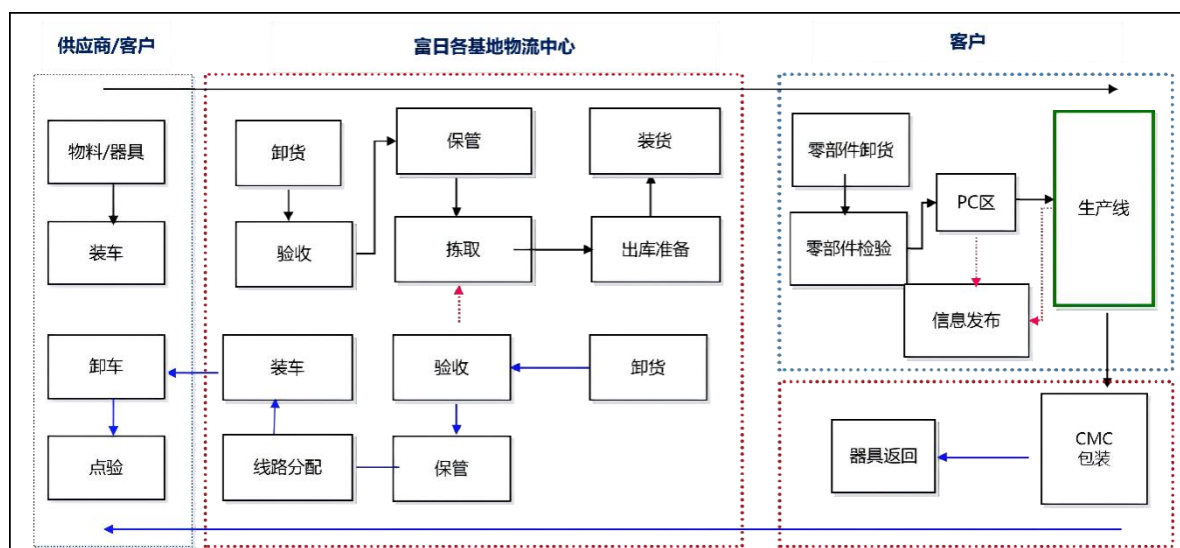 供应商/客户
富日各基地物流中心
客户
物料/器具
装车
卸车
点验
卸货
验收
保管
拣取
装货
出库准备
装车
验收
卸货
线路分配
保管
零部件卸货
零部件检验
PC区
信息发布
生产线
器具返回
CMC
包装